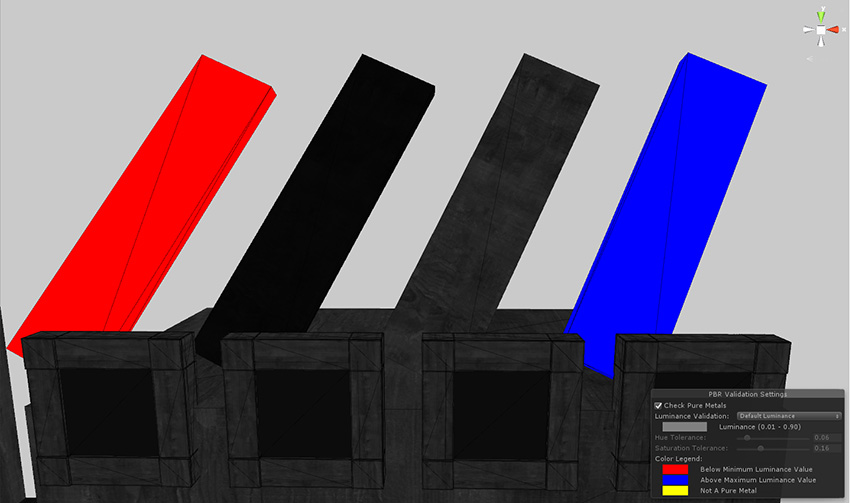 y
x
PBR Validation Settings
Check Pure Metals
Luminance Validation: Default Luminance
Luminance (0.01 - 0.90)
Hue Tolerance: 0.06
Saturation Tolerance: 0.16
Color Legend:
Below Minimum Luminance Value
Above Maximum Luminance Value
Not A Pure Metal